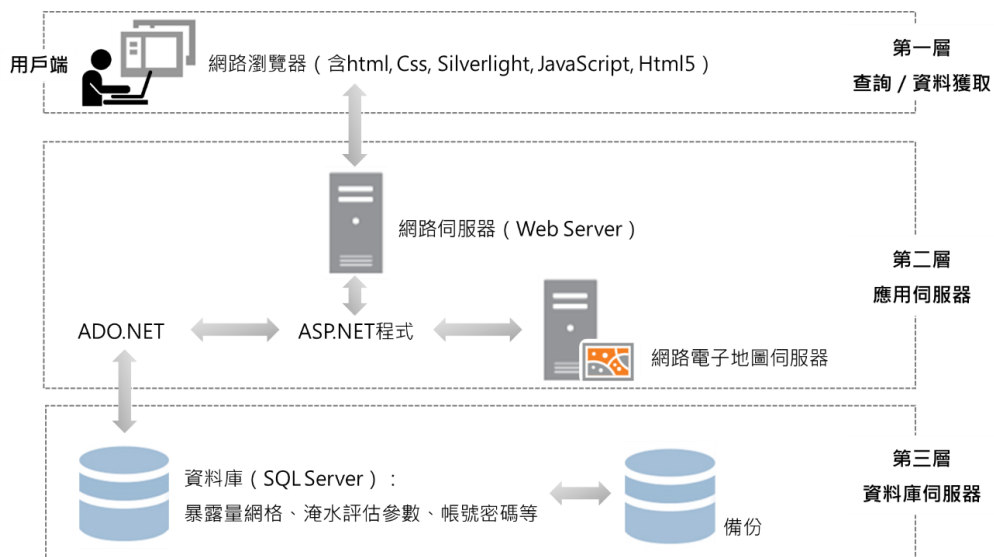 用戶端
網路瀏覽器（含html, Css, Silverlight, JavaScript, Html5）
第一層
查詢 / 資料獲取
網路伺服器（Web Server）
第二層
應用伺服器
ADO.NET
ASP.NET程式
網路電子地圖伺服器
資料庫（SQL Server）：
暴露量網格、淹水評估參數、帳號密碼等
備份
第三層
資料庫伺服器